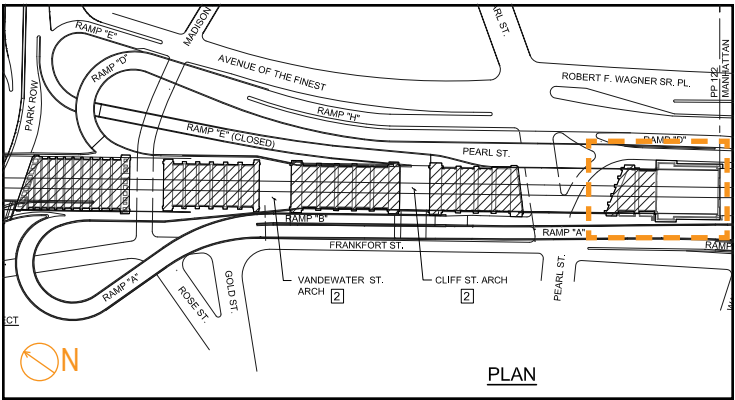 RAMP "E"
MADISON
PEARL ST.
RAMP "D"
AVENUE OF THE FINEST
ROBERT F. WAGNER SR. PL.
PP 122
MANHATTAN
PARK ROW
RAMP "H"
RAMP "E" (CLOSED)
PEARL ST.
RAMP "D"
RAMP "B"
RAMP "A"
FRANKFORT ST.
RAMP "A"
VANDEWATER ST.
ARCH
2
CLIFF ST. ARCH
2
PEARL ST.
ROSE ST.
GOLD ST.
N
PLAN